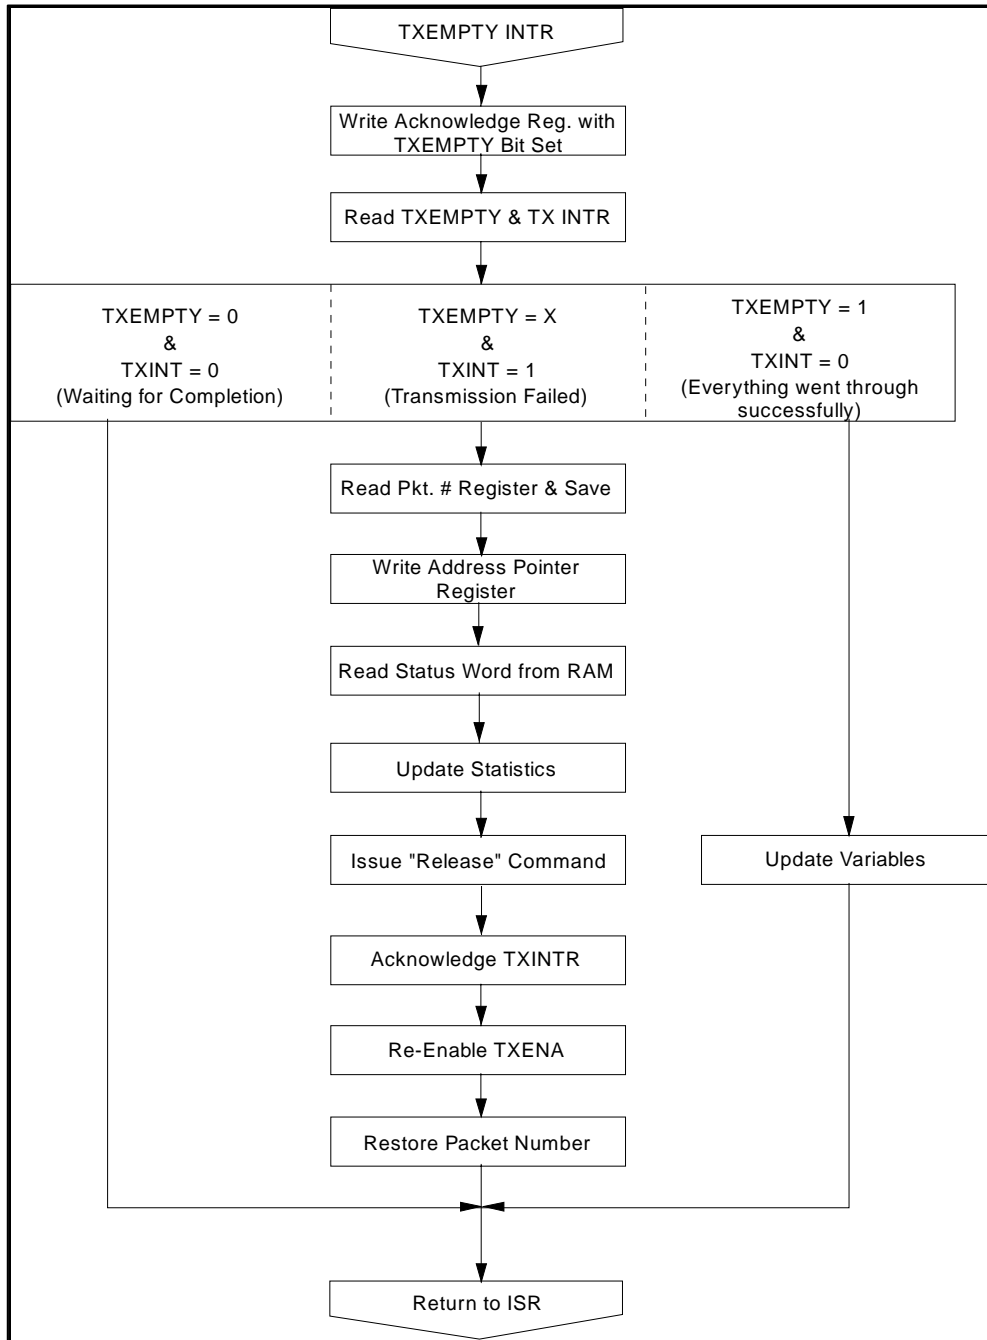 TXEMPTY INTR
Write Acknowledge Reg. with
TXEMPTY Bit Set
Read TXEMPTY & TX INTR
TXEMPTY = 0
&
TXINT = 0
(Waiting for Completion)
TXEMPTY = X
&
TXINT = 1
(Transmission Failed)
TXEMPTY = 1
&
TXINT = 0
(Everything went through
successfully)
Read Pkt. # Register & Save
Write Address Pointer
Register
Read Status Word from RAM
Update Statistics
Issue "Release" Command
Update Variables
Acknowledge TXINTR
Re-Enable TXENA
Restore Packet Number
Return to ISR